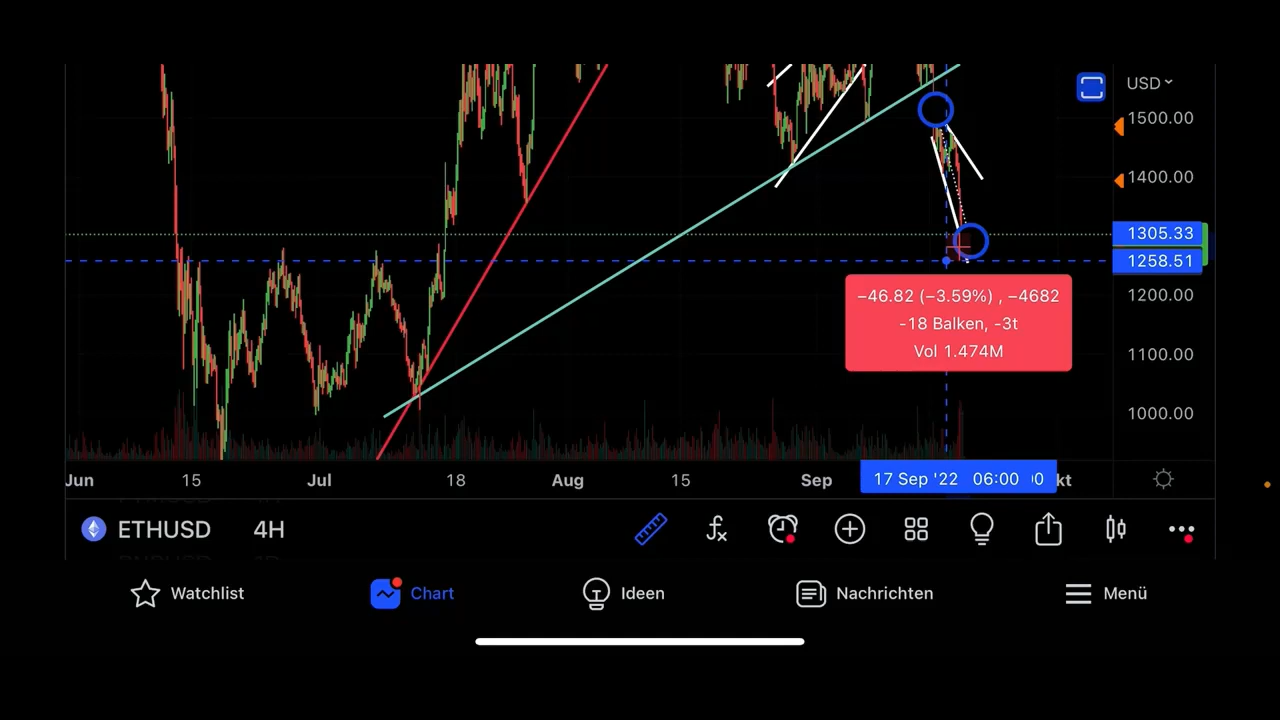 USD
1500.00
1400.00
1305.33
1258.51
1200.00
1100.00
1000.00
−46.82 (−3.59%) , −4682
-18 Balken, -3t
Vol 1.474M
Jun 15 Jul 18 Aug 15 Sep 17 Sep '22 06:00 kt
ETHUSD 4H
Watchlist Chart Ideen Nachrichten Menü